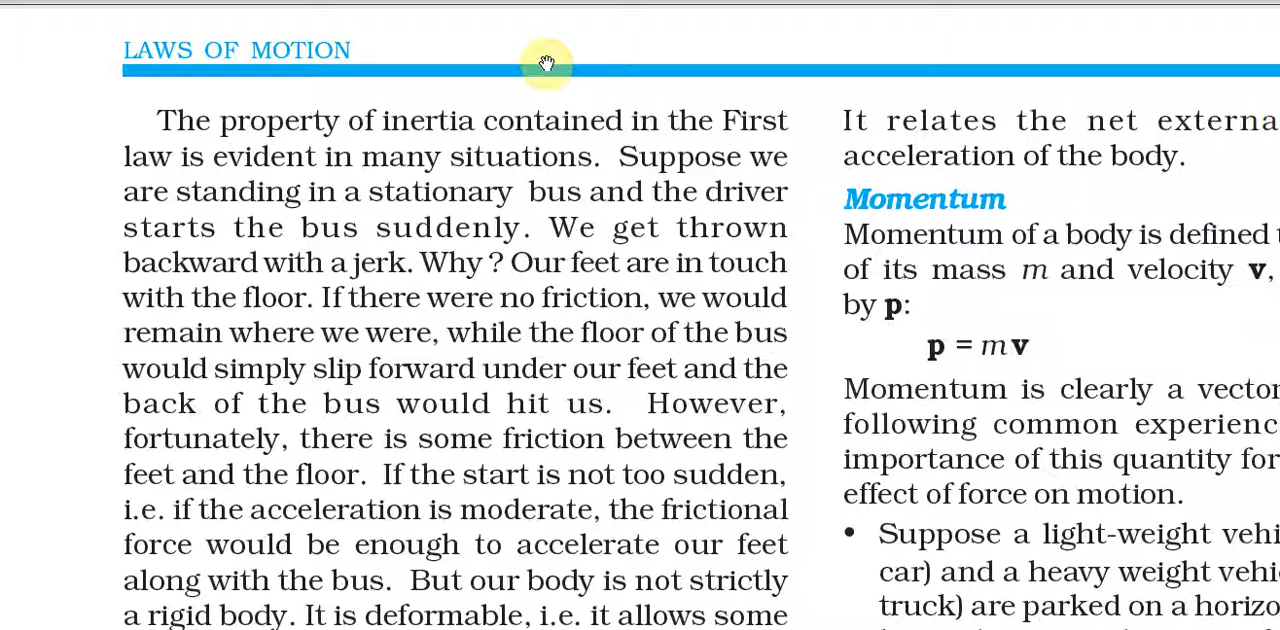 LAWS OF MOTION
The property of inertia contained in the First
law is evident in many situations. Suppose we
are standing in a stationary bus and the driver
starts the bus suddenly. We get thrown
backward with a jerk. Why ? Our feet are in touch
with the floor. If there were no friction, we would
remain where we were, while the floor of the bus
would simply slip forward under our feet and the
back of the bus would hit us. However,
fortunately, there is some friction between the
feet and the floor. If the start is not too sudden,
i.e. if the acceleration is moderate, the frictional
force would be enough to accelerate our feet
along with the bus. But our body is not strictly
a rigid body. It is deformable, i.e. it allows some
It relates the net externa
acceleration of the body.
Momentum
Momentum of a body is defined
of its mass m and velocity v,
by p:
p = m v
Momentum is clearly a vector
following common experienc
importance of this quantity for
effect of force on motion.
• Suppose a light-weight vehi
car) and a heavy weight vehi
truck) are parked on a horizo